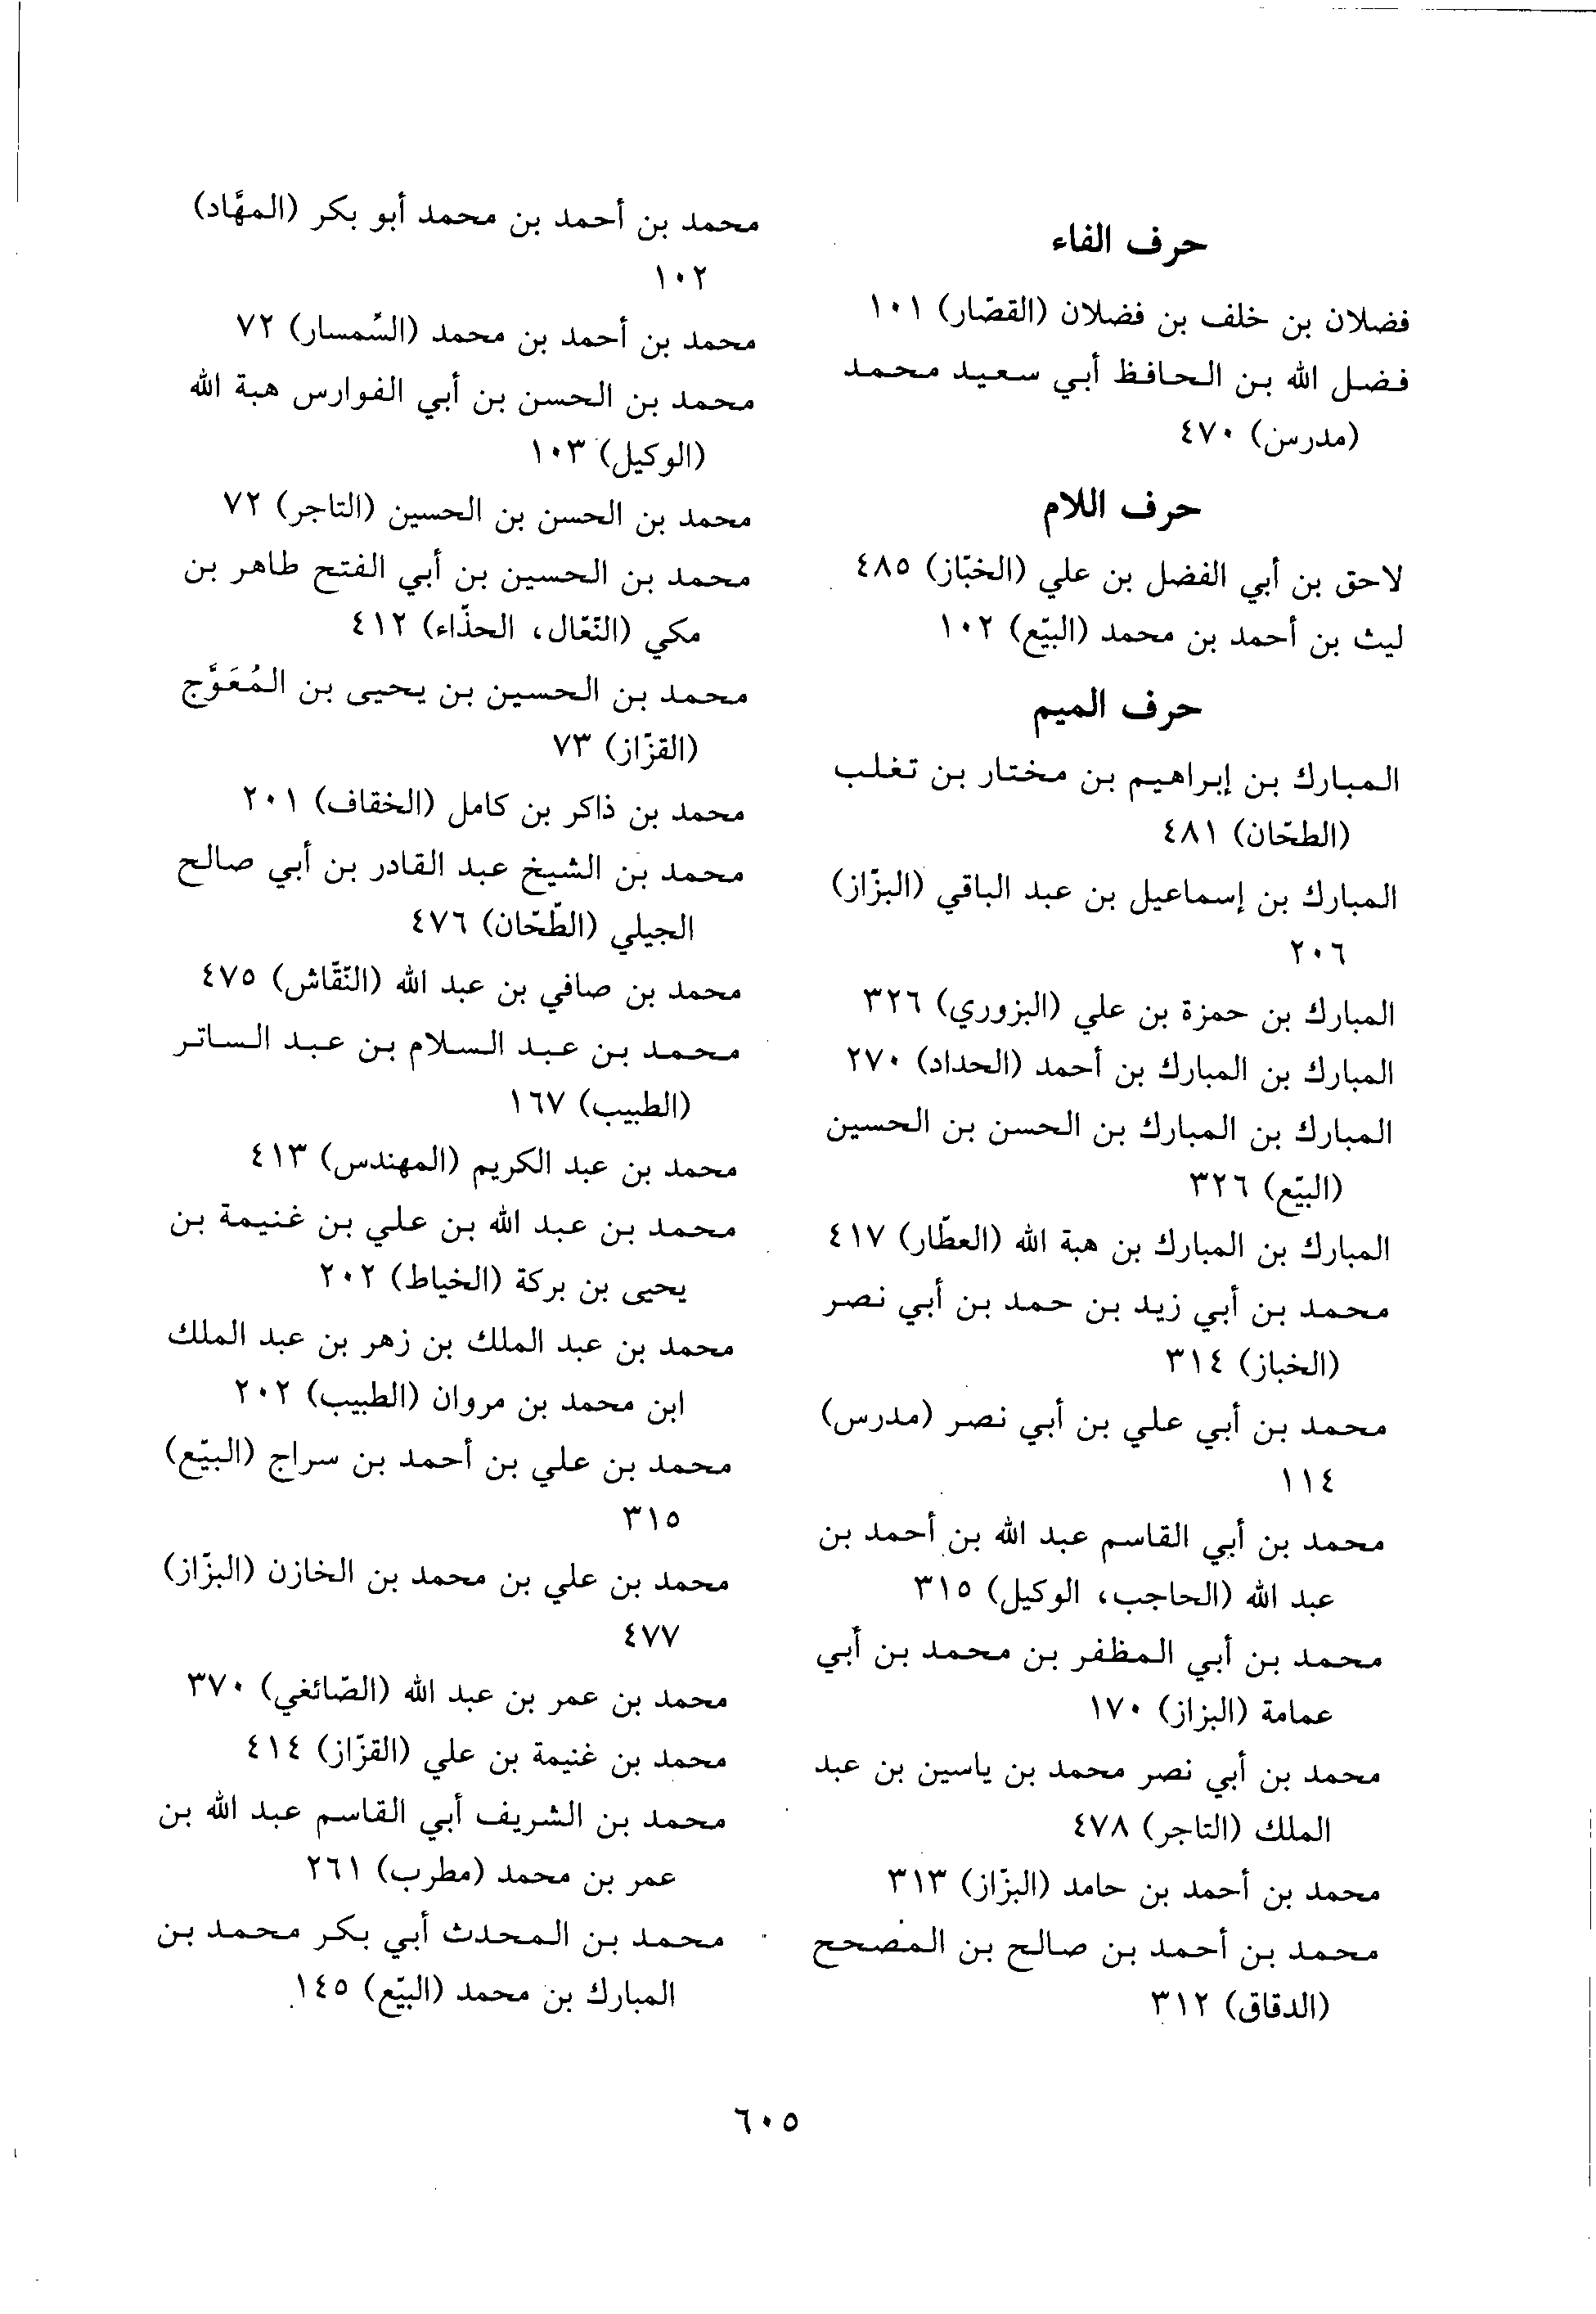 حرف الفاء
فضلان بن خلف بن فضلان (القصّار) ١٠١
فضل الله بن الحافظ أبي سعيد محمد
(مدرس) ٤٧٠
حرف اللام
لاحق بن أبي الفضل بن علي (الخبّاز) ٤٨٥
ليث بن أحمد بن محمد (البيّع) ١٠٢
حرف الميم
المبارك بن إبراهيم بن مختار بن تغلب
(الطحّان) ٤٨١
المبارك بن إسماعيل بن عبد الباقي (البزّاز)
٢٠٦
المبارك بن حمزة بن علي (البزوري) ٣٢٦
المبارك بن المبارك بن أحمد (الحداد) ٢٧٠
المبارك بن المبارك بن الحسن بن الحسين
(البيّع) ٣٢٦
المبارك بن المبارك بن هبة الله (العطّار) ٤١٧
محمد بن أبي زيد بن حمد بن أبي نصر
(الخباز) ٣١٤
محمد بن أبي علي بن أبي نصر (مدرس)
١١٤
محمد بن أبي القاسم عبد الله بن أحمد بن
عبد الله (الحاجب، الوكيل) ٣١٥
محمد بن أبي المظفر بن محمد بن أبي
عمامة (البزاز) ١٧٠
محمد بن أبي نصر محمد بن ياسين بن عبد
الملك (التاجر) ٤٧٨
محمد بن أحمد بن حامد (البزّاز) ٣١٣
محمد بن أحمد بن صالح بن المصحح
(الدقاق) ٣١٢
محمد بن أحمد بن محمد أبو بكر (المهَّاد)
١٠٢
محمد بن أحمد بن محمد (السِّمسار) ٧٢
محمد بن الحسن بن أبي الفوارس هبة الله
(الوكيل) ١٠٣
محمد بن الحسن بن الحسين (التاجر) ٧٢
محمد بن الحسين بن أبي الفتح طاهر بن
مكي (النّعّال، الحذّاء) ٤١٢
محمد بن الحسين بن يحيى بن المُعَوَّج
(القزّاز) ٧٣
محمد بن ذاكر بن كامل (الخفاف) ٢٠١
محمد بن الشيخ عبد القادر بن أبي صالح
الجيلي (الطّحّان) ٤٧٦
محمد بن صافي بن عبد الله (النّقّاش) ٤٧٥
محمد بن عبد السلام بن عبد الساتر
(الطبيب) ١٦٧
محمد بن عبد الكريم (المهندس) ٤١٣
محمد بن عبد الله بن علي بن غنيمة بن
يحيى بن بركة (الخياط) ٢٠٢
محمد بن عبد الملك بن زهر بن عبد الملك
ابن محمد بن مروان (الطبيب) ٢٠٢
محمد بن علي بن أحمد بن سراج (البيّع)
٣١٥
محمد بن علي بن محمد بن الخازن (البزّاز)
٤٧٧
محمد بن عمر بن عبد الله (الصّائغي) ٣٧٠
محمد بن غنيمة بن علي (القزّاز) ٤١٤
محمد بن الشريف أبي القاسم عبد الله بن
عمر بن محمد (مطرب) ٢٦١
محمد بن المحدث أبي بكر محمد بن
المبارك بن محمد (البيّع) ١٤٥
٦٠٥